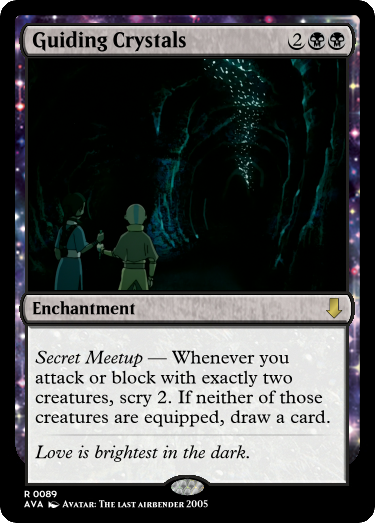 Guiding Crystals 2
Enchantment
Secret Meetup — Whenever you
attack or block with exactly two
creatures, scry 2. If neither of those
creatures are equipped, draw a card.
Love is brightest in the dark.
R 0089
AVA Avatar: The last airbender 2005